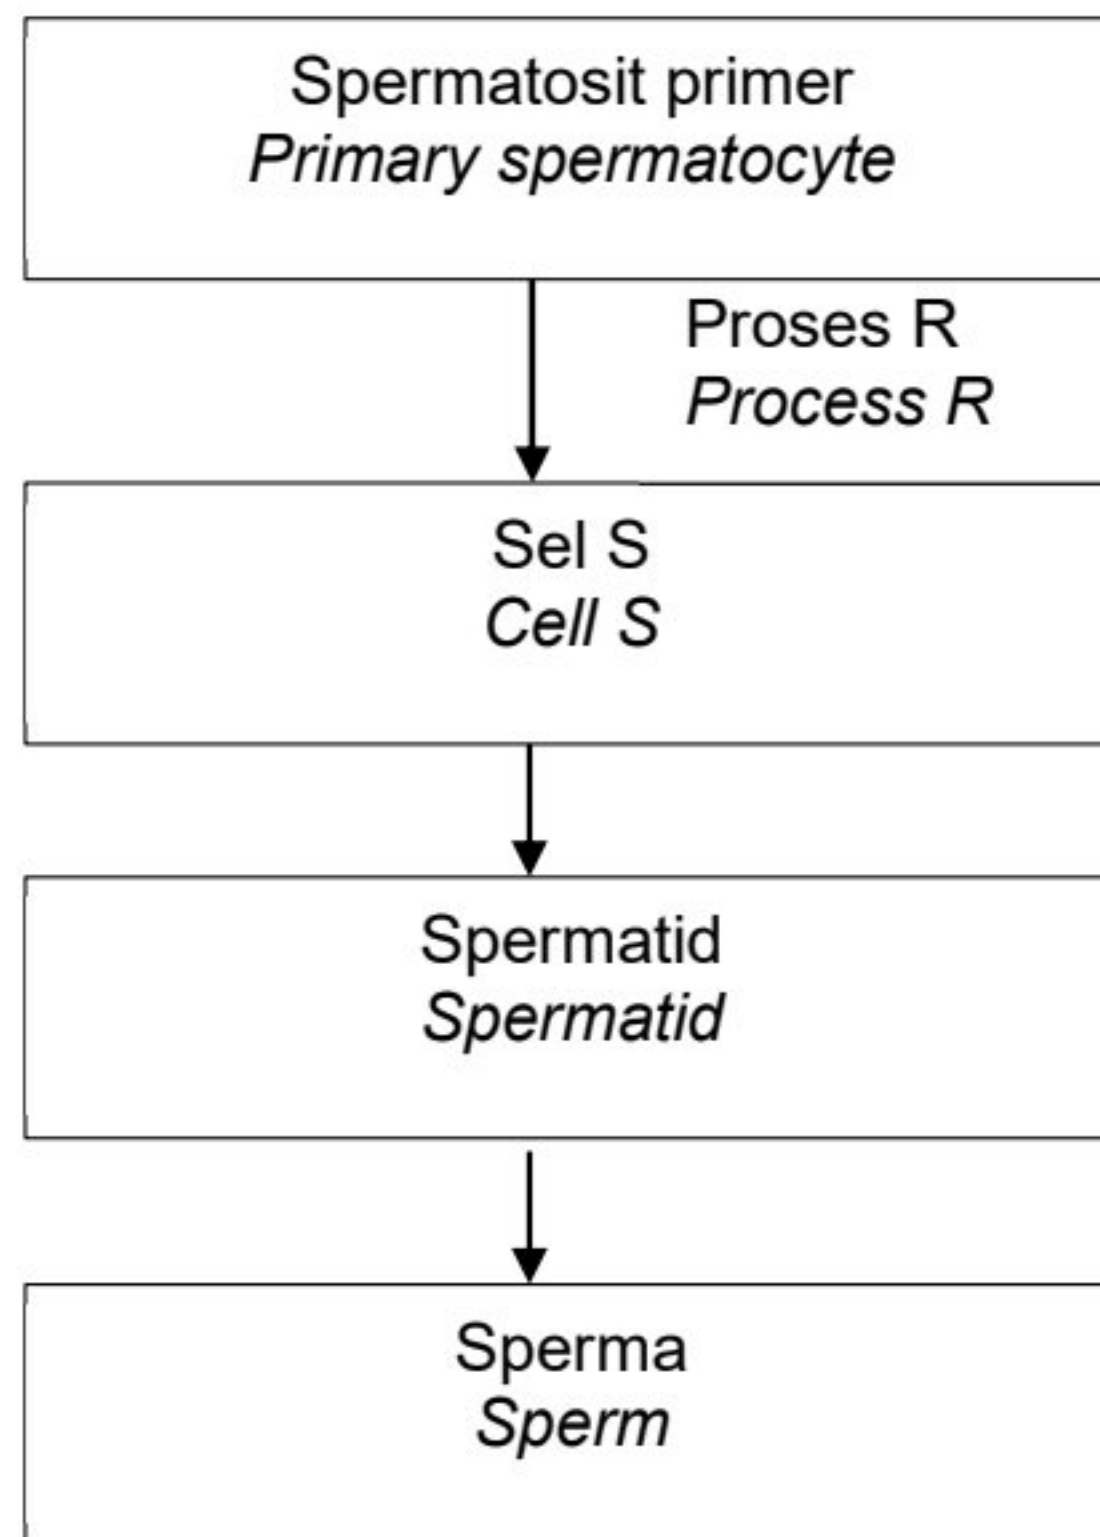 Spermatosit primer
Primary spermatocyte
Proses R
Process R
Sel S
Cell S
Spermatid
Spermatid
Sperma
Sperm